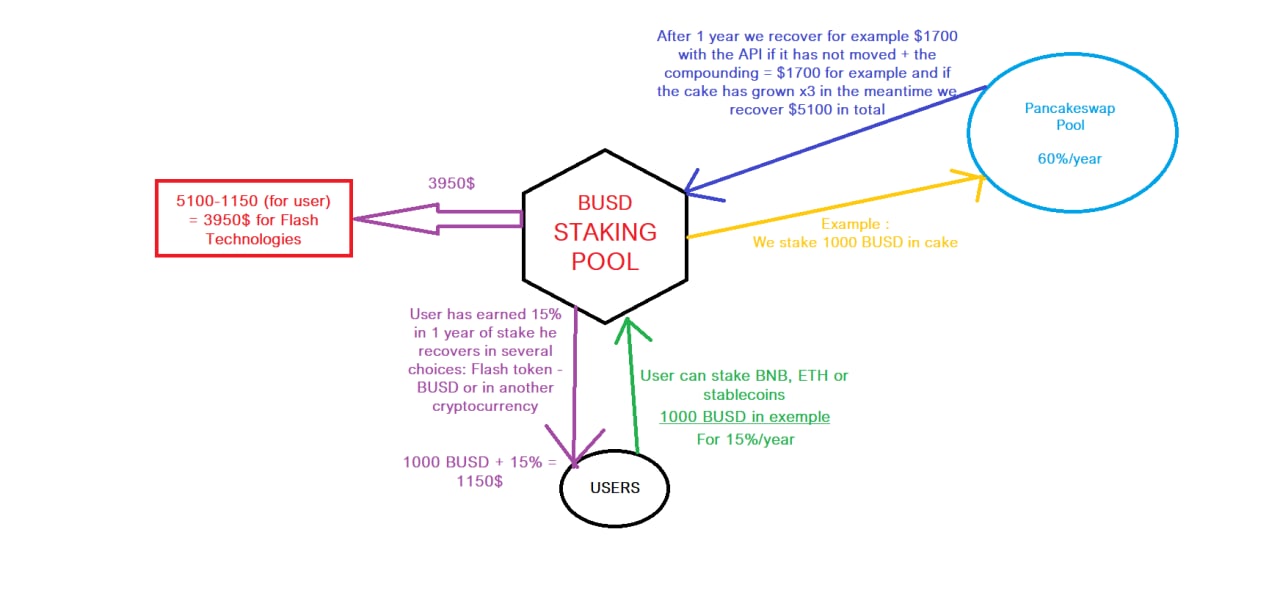 After 1 year we recover for example $1700
with the API if it has not moved + the
compounding = $1700 for example and if
the cake has grown x3 in the meantime we
recover $5100 in total
Pancakeswap
Pool
60%/year
3950$
5100-1150 (for user)
= 3950$ for Flash
Technologies
BUSD
STAKING
POOL
Example :
We stake 1000 BUSD in cake
User has earned 15%
in 1 year of stake he
recovers in several
choices: Flash token -
BUSD or in another
cryptocurrency
User can stake BNB, ETH or
stablecoins
1000 BUSD in exemple
For 15%/year
1000 BUSD + 15% =
1150$
USERS